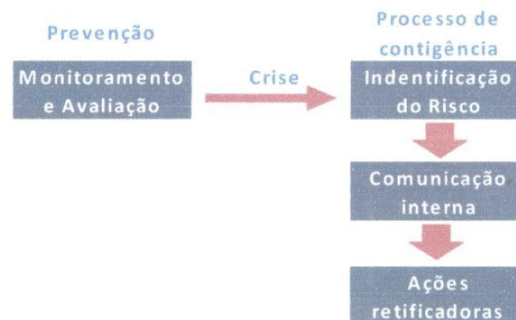 Prevenção
Monitoramento
e Avaliação
Crise
Processo de
contigência
Indentificação
do Risco
Comunicação
interna
Ações
retificadoras